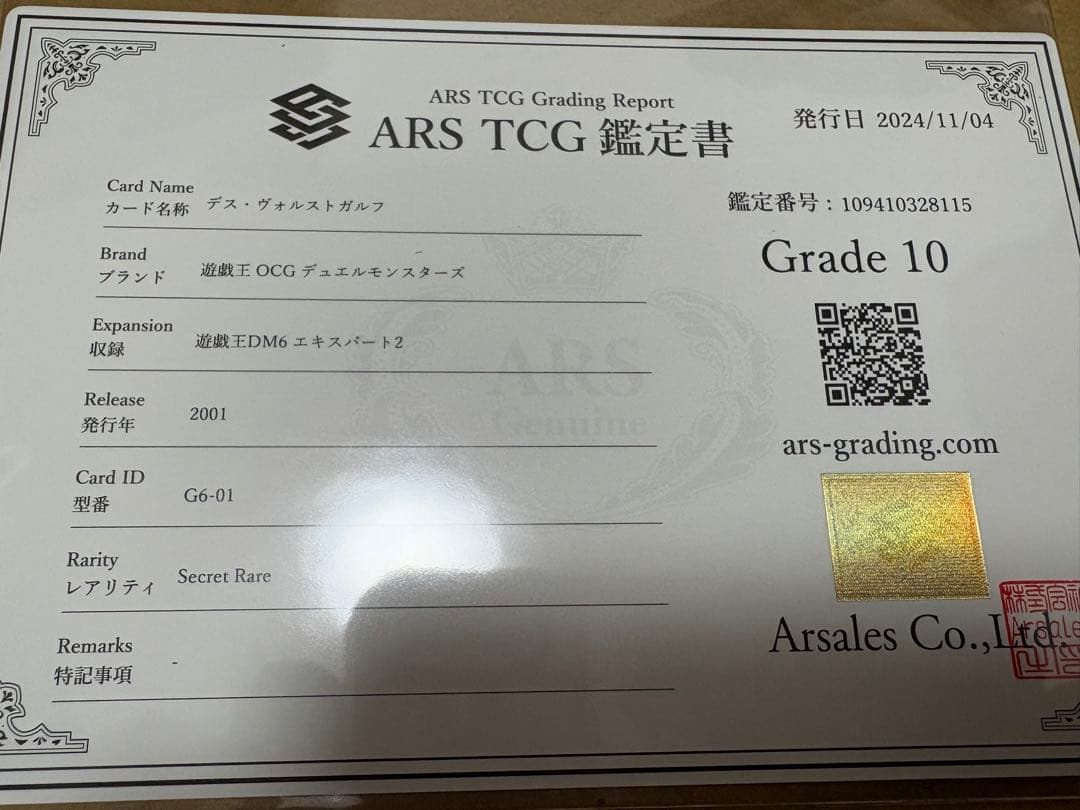 ARS TCG Grading Report
ARS TCG 鑑定書
発行日 2024/11/04
Card Name
カード名称 デス・ヴォルストガルフ
鑑定番号：109410328115
Brand
ブランド 遊戯王 OCG デュエルモンスターズ
Grade 10
Expansion
収録 遊戯王DM6 エキスパート2
ARS
Genuine
Release
発行年 2001
ars-grading.com
Card ID
型番 G6-01
Rarity
レアリティ Secret Rare
Arsales Co.,Ltd.
Remarks
特記事項 -